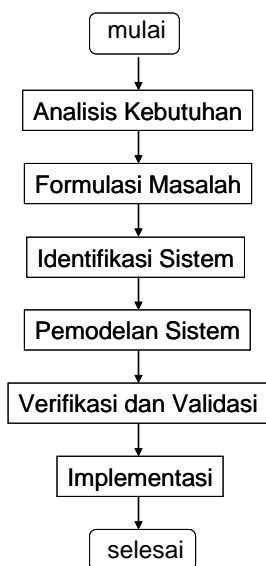 mulai
Analisis Kebutuhan
Formulasi Masalah
Identifikasi Sistem
Pemodelan Sistem
Verifikasi dan Validasi
Implementasi
selesai